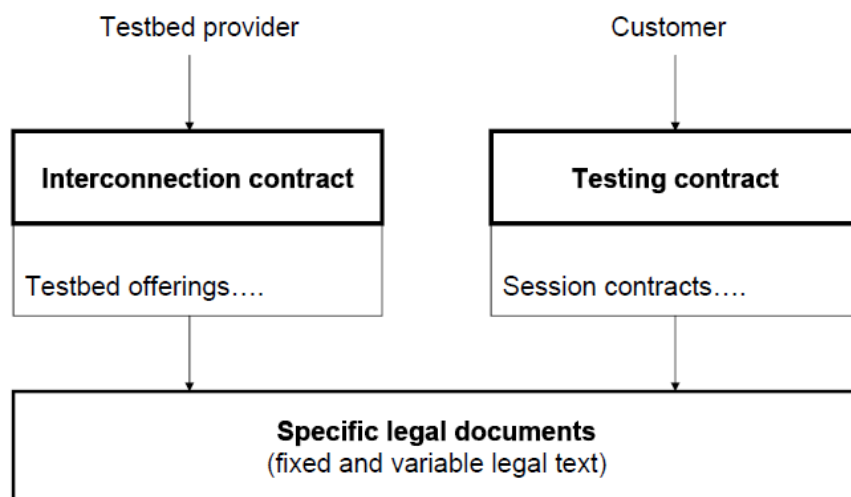 Testbed provider
Customer
Interconnection contract
Testing contract
Testbed offerings....
Session contracts....
Specific legal documents
(fixed and variable legal text)